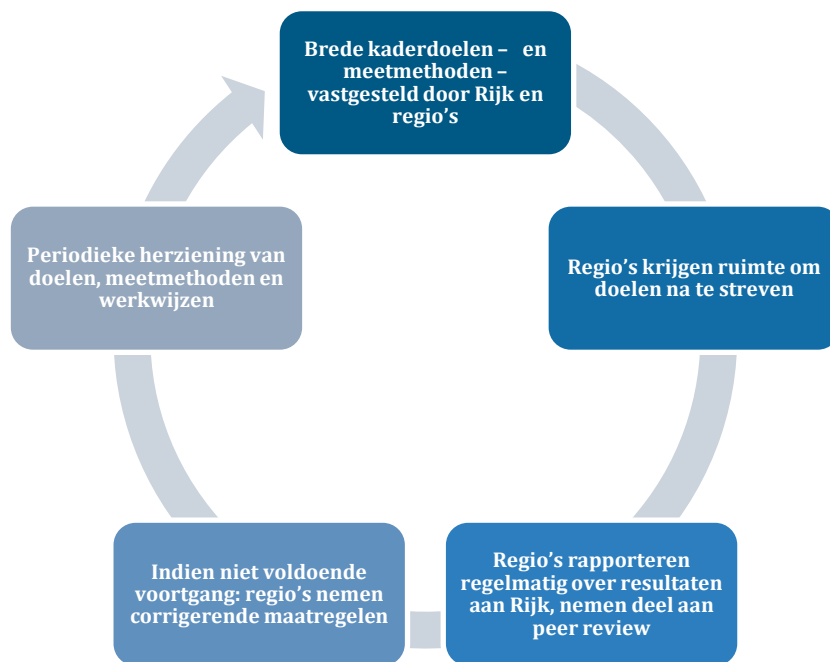 Brede kaderdoelen – en
meetmethoden –
vastgesteld door Rijk en
regio's
Regio's krijgen ruimte om
doelen na te streven
Regio's rapporteren
regelmatig over resultaten
aan Rijk, nemen deel aan
peer review
Indien niet voldoende
voortgang: regio's nemen
corrigerende maatregelen
Periodieke herziening van
doelen, meetmethoden en
werkwijzen